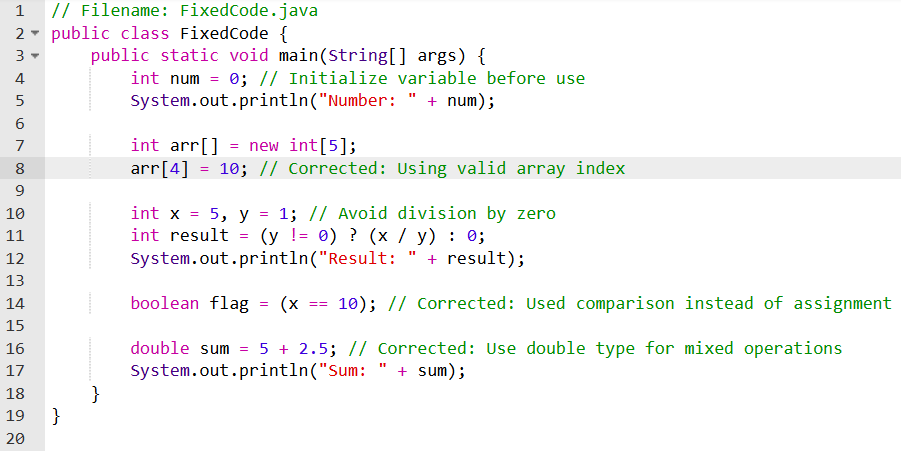 1 // Filename: FixedCode.java
2 public class FixedCode {
3     public static void main(String[] args) {
4         int num = 0; // Initialize variable before use
5         System.out.println("Number: " + num);
6
7         int arr[] = new int[5];
8         arr[4] = 10; // Corrected: Using valid array index
9
10         int x = 5, y = 1; // Avoid division by zero
11         int result = (y != 0) ? (x / y) : 0;
12         System.out.println("Result: " + result);
13
14         boolean flag = (x == 10); // Corrected: Used comparison instead of assignment
15
16         double sum = 5 + 2.5; // Corrected: Use double type for mixed operations
17         System.out.println("Sum: " + sum);
18     }
19 }
20